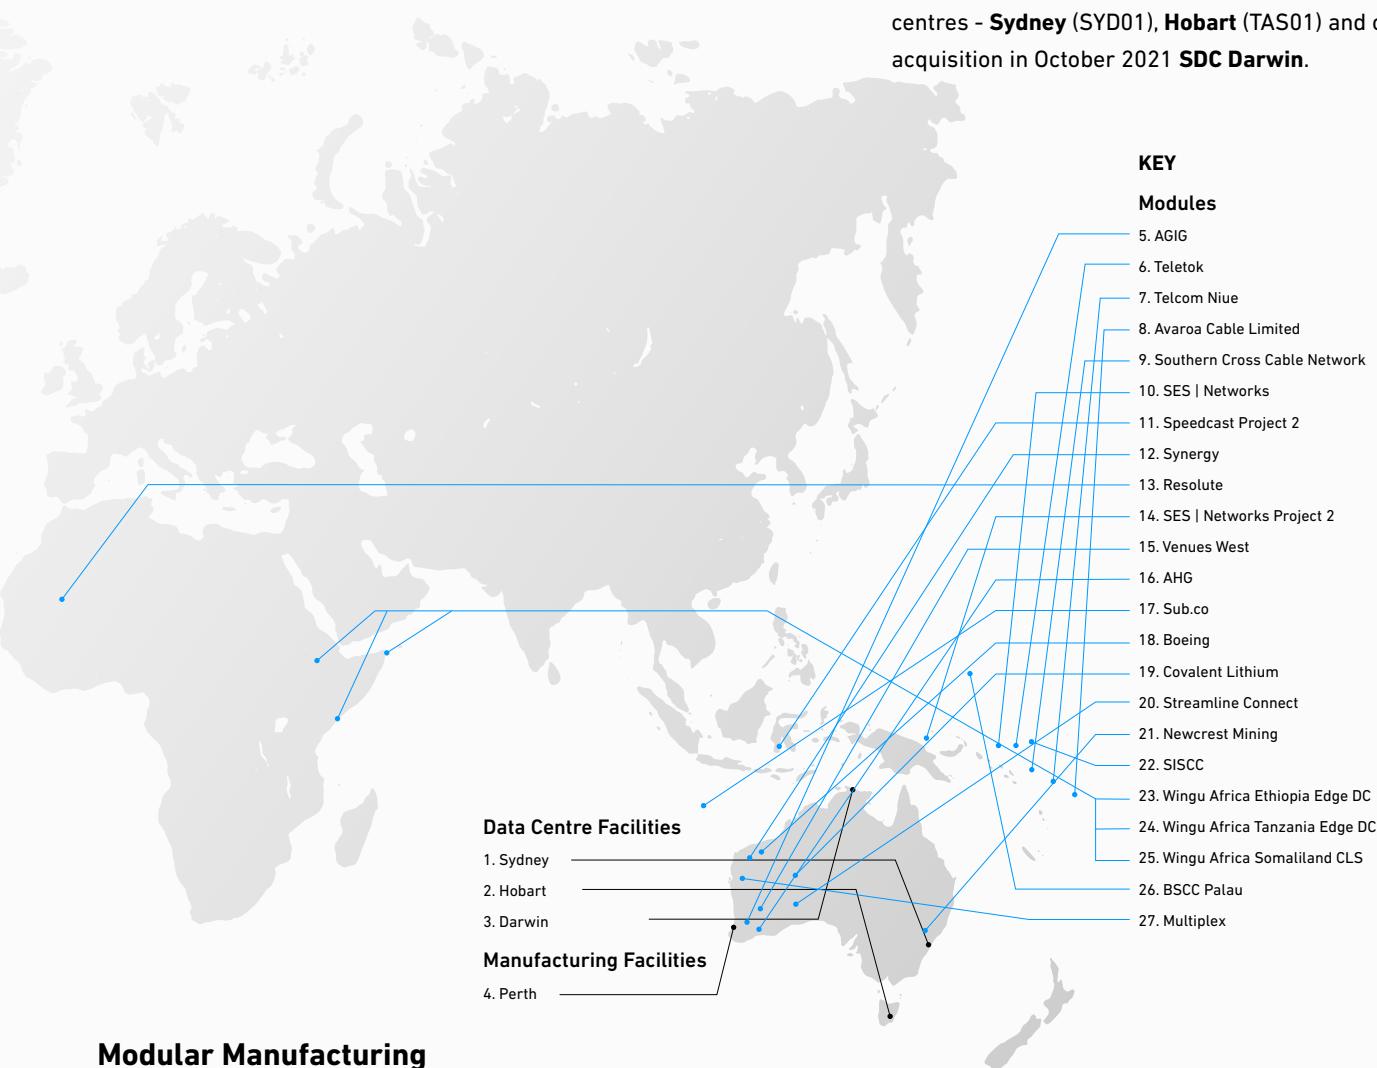 centres - Sydney (SYD01), Hobart (TAS01) and
acquisition in October 2021 SDC Darwin.
KEY
Modules
5. AGIG
6. Teletok
7. Telcom Niue
8. Avaroa Cable Limited
9. Southern Cross Cable Network
10. SES | Networks
11. Speedcast Project 2
12. Synergy
13. Resolute
14. SES | Networks Project 2
15. Venues West
16. AHG
17. Sub.co
18. Boeing
19. Covalent Lithium
20. Streamline Connect
21. Newcrest Mining
22. SISCC
23. Wingu Africa Ethiopia Edge DC
24. Wingu Africa Tanzania Edge DC
25. Wingu Africa Somaliland CLS
26. BSCC Palau
27. Multiplex
Data Centre Facilities
1. Sydney
2. Hobart
3. Darwin
Manufacturing Facilities
4. Perth
Modular Manufacturing